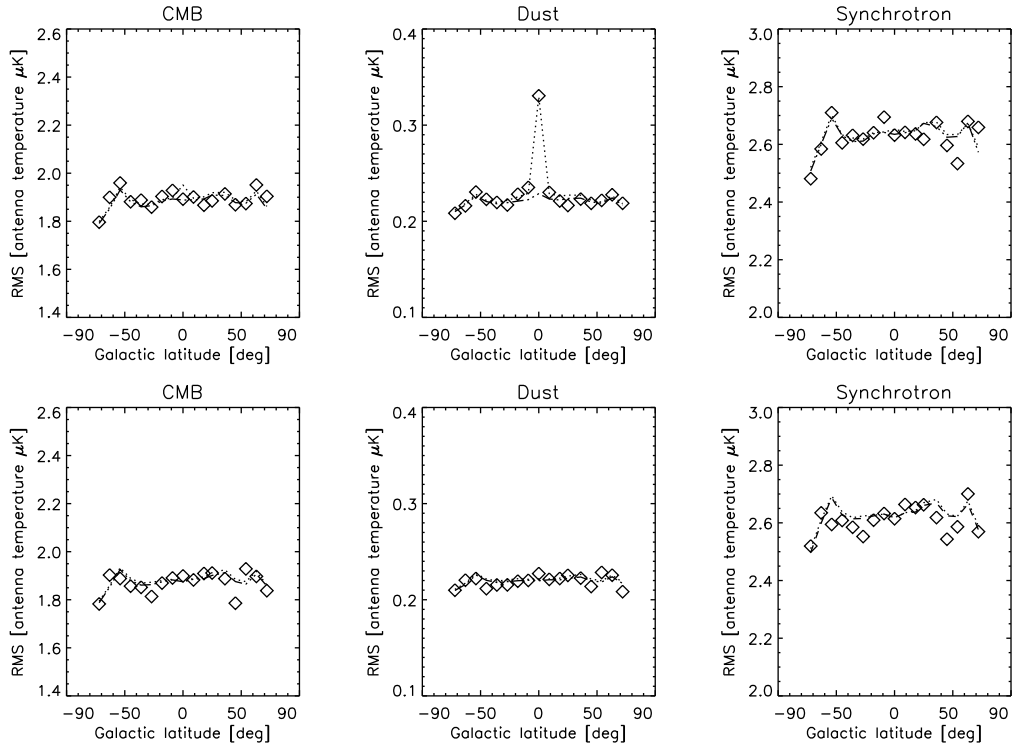 CMB
Dust
Synchrotron
RMS [antenna temperature μK]
2.6
2.4
2.2
2.0
1.8
1.6
1.4
−90 −50 0 50 90
Galactic latitude [deg]
RMS [antenna temperature μK]
0.4
0.3
0.2
0.1
−90 −50 0 50 90
Galactic latitude [deg]
RMS [antenna temperature μK]
3.0
2.8
2.6
2.4
2.2
2.0
−90 −50 0 50 90
Galactic latitude [deg]
CMB
Dust
Synchrotron
RMS [antenna temperature μK]
2.6
2.4
2.2
2.0
1.8
1.6
1.4
−90 −50 0 50 90
Galactic latitude [deg]
RMS [antenna temperature μK]
0.4
0.3
0.2
0.1
−90 −50 0 50 90
Galactic latitude [deg]
RMS [antenna temperature μK]
3.0
2.8
2.6
2.4
2.2
2.0
−90 −50 0 50 90
Galactic latitude [deg]